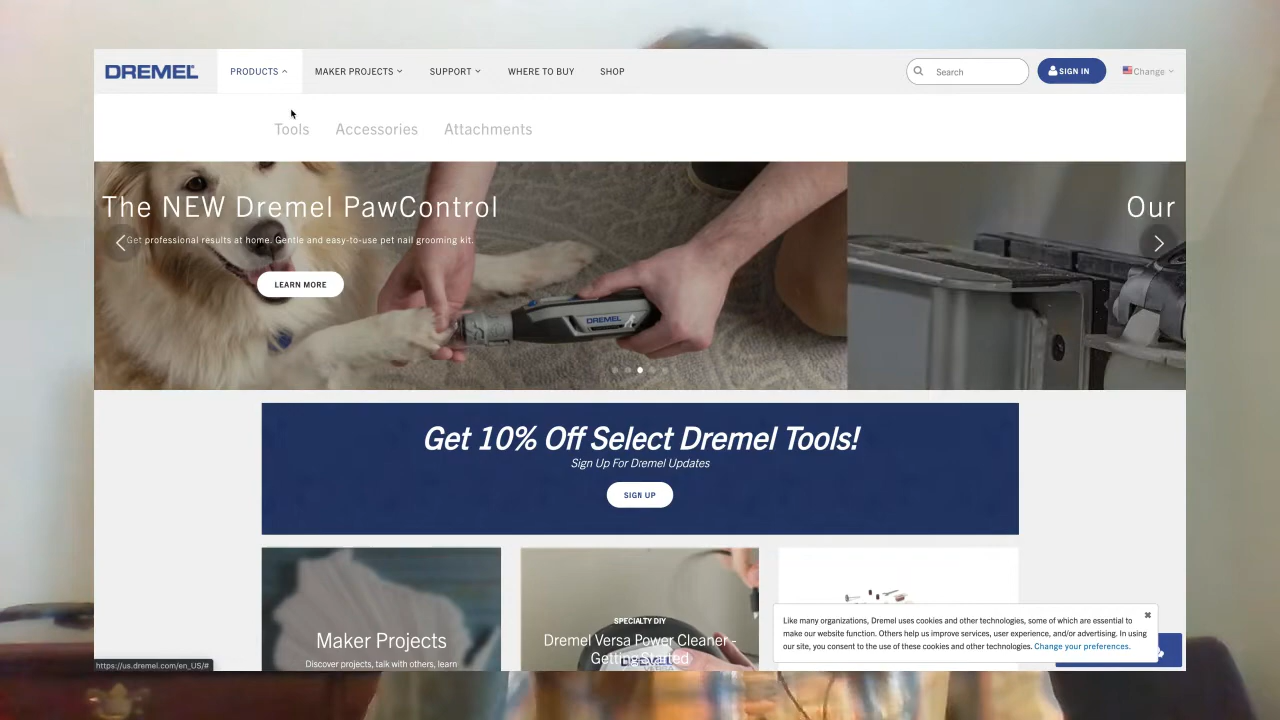 DREMEL
PRODUCTS
MAKER PROJECTS
SUPPORT
WHERE TO BUY
SHOP
Search
SIGN IN
Change
Tools Accessories Attachments
The NEW Dremel PawControl
Get professional results at home. Gentle and easy-to-use pet nail grooming kit.
LEARN MORE
DREMEL
Our
Get 10% Off Select Dremel Tools!
Sign Up For Dremel Updates
SIGN UP
Maker Projects
Discover projects, talk with others, learn
SPECIALTY DIY
Dremel Versa Power Cleaner -
Getting Started
Like many organizations, Dremel uses cookies and other technologies, some of which are essential to
make our website function. Others help us improve services, user experience, and/or advertising. In using
our site, you consent to the use of these cookies and other technologies. Change your preferences.
https://us.dremel.com/en_US/#